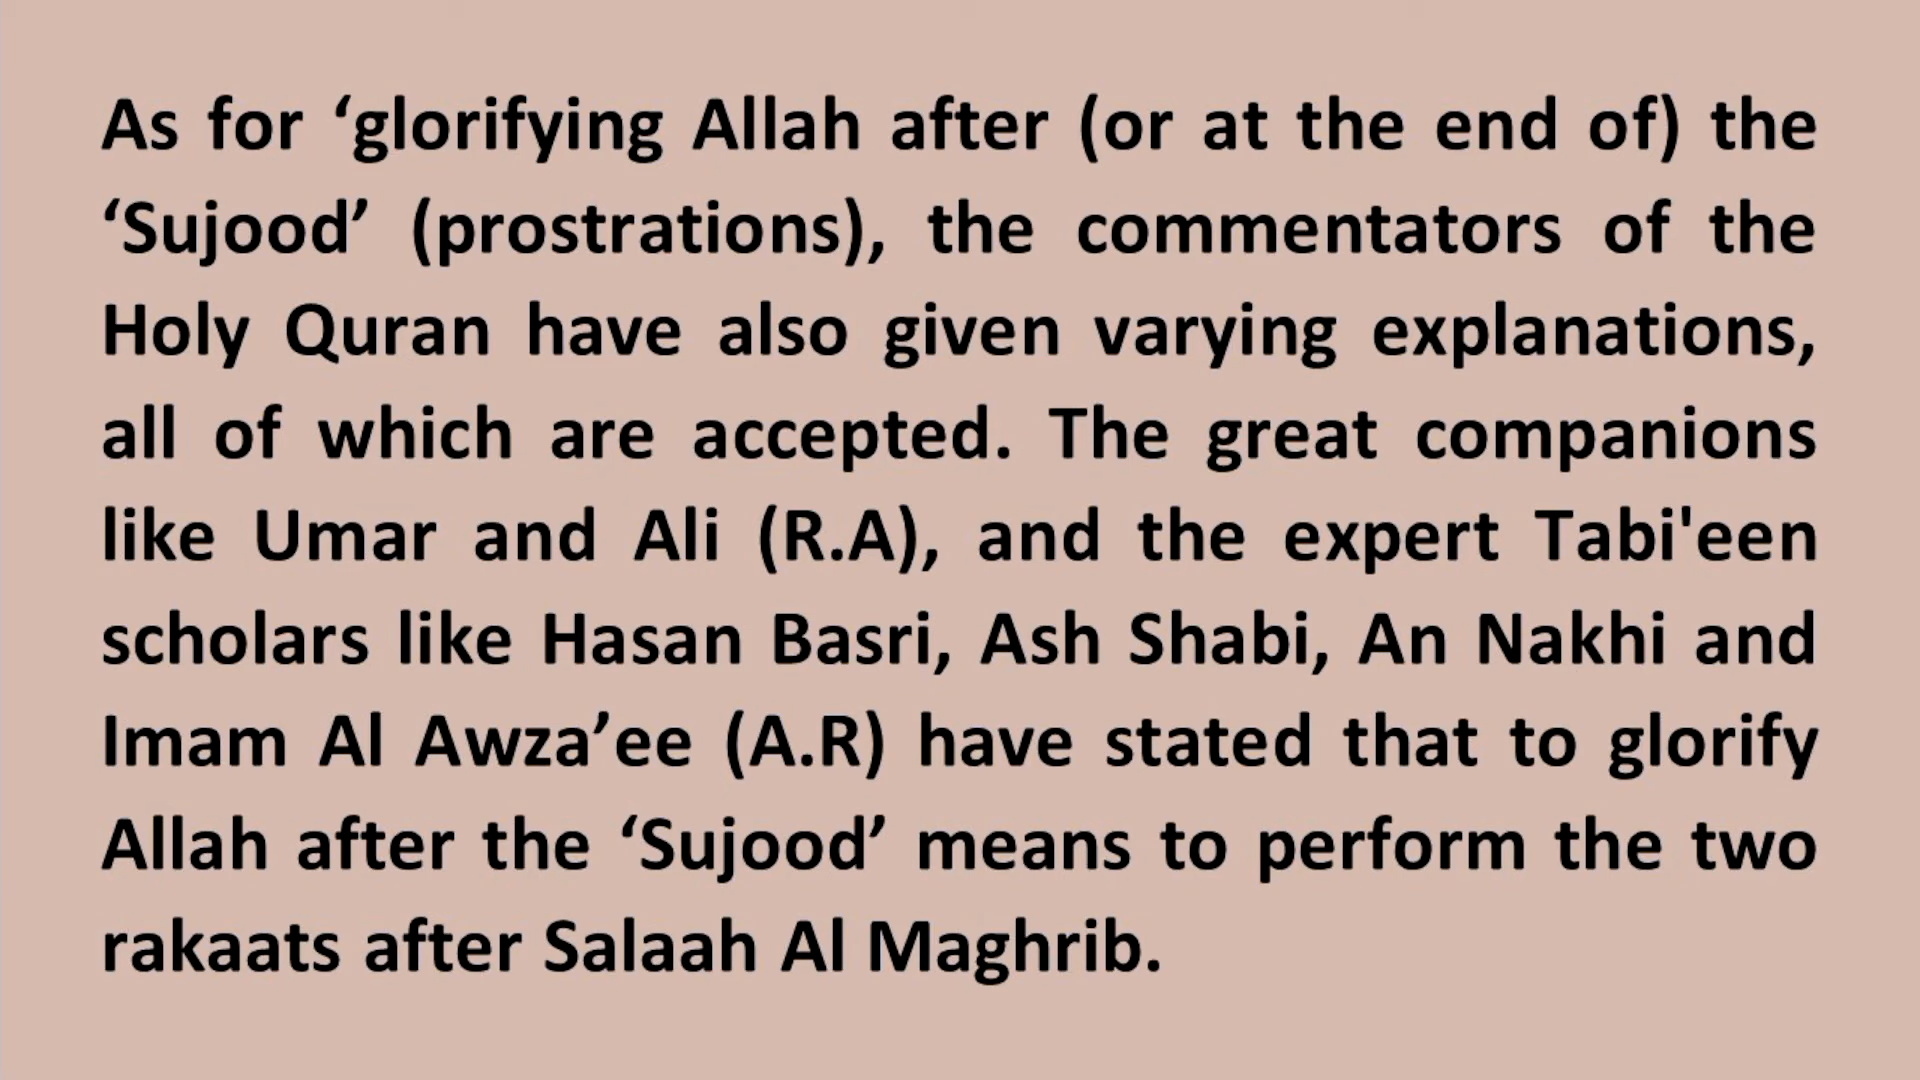 As for ‘glorifying Allah after (or at the end of) the
‘Sujood’ (prostrations), the commentators of the
Holy Quran have also given varying explanations,
all of which are accepted. The great companions
like Umar and Ali (R.A), and the expert Tabi'een
scholars like Hasan Basri, Ash Shabi, An Nakhi and
Imam Al Awza’ee (A.R) have stated that to glorify
Allah after the ‘Sujood’ means to perform the two
rakaats after Salaah Al Maghrib.